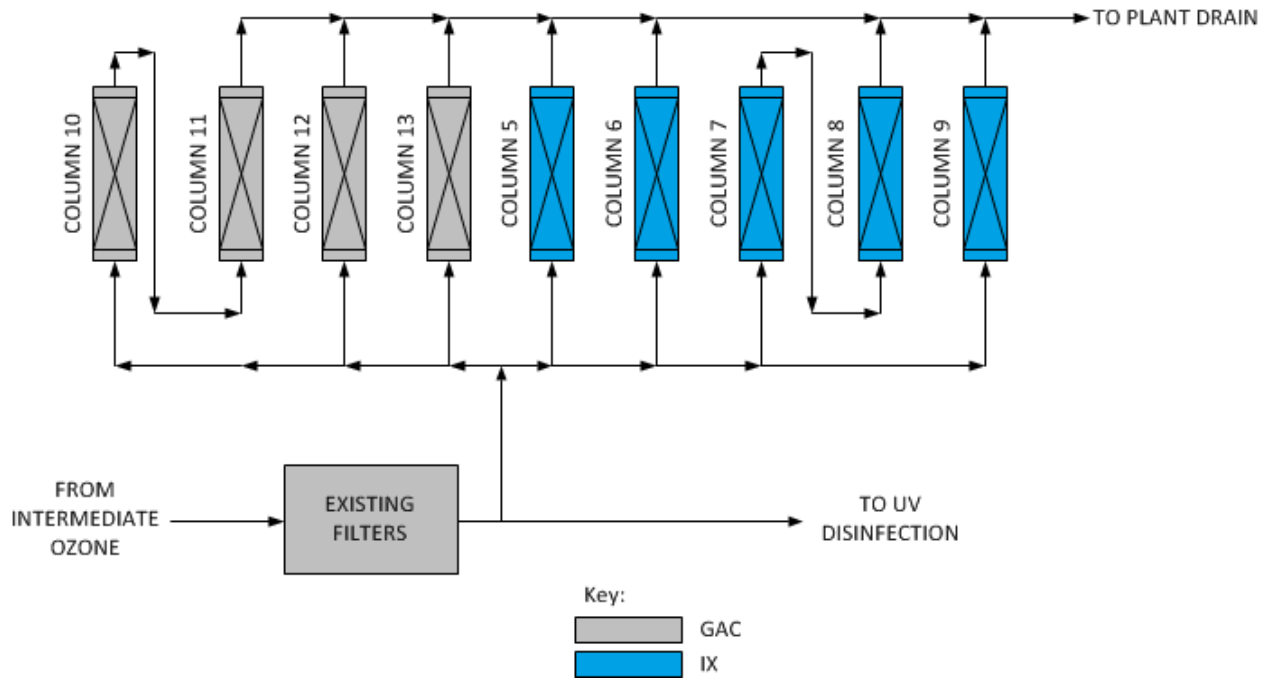 TO PLANT DRAIN
COLUMN 10
COLUMN 11
COLUMN 12
COLUMN 13
COLUMN 5
COLUMN 6
COLUMN 7
COLUMN 8
COLUMN 9
FROM
INTERMEDIATE
OZONE
EXISTING
FILTERS
TO UV
DISINFECTION
Key:
GAC
IX